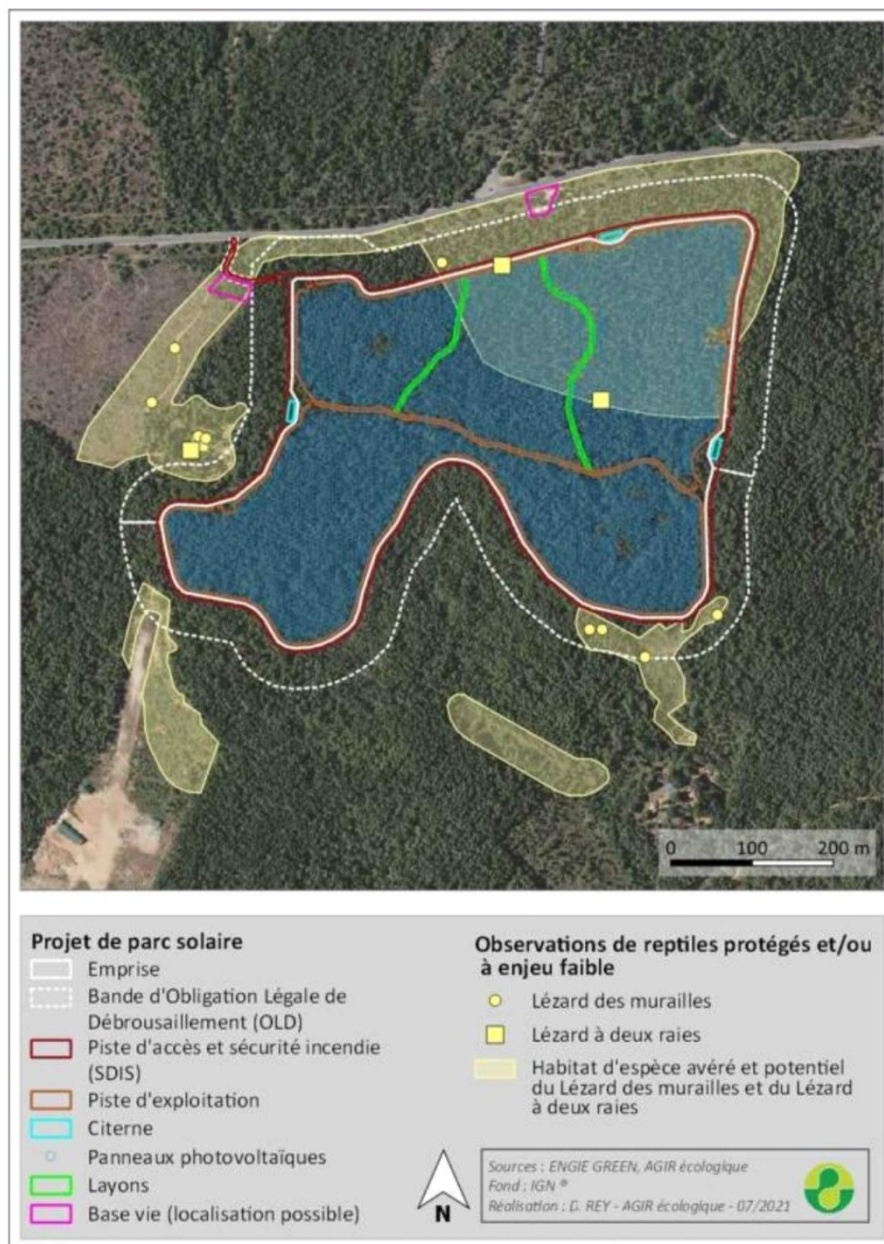 0 100 200 m
Projet de parc solaire
Emprise
Bande d'Obligation Légale de
Débrousaillement (OLD)
Piste d'accès et sécurité incendie
(SDIS)
Piste d'exploitation
Citerne
Panneaux photovoltaïques
Layons
Base vie (localisation possible)
Observations de reptiles protégés et/ou
à enjeu faible
Lézard des murailles
Lézard à deux raies
Habitat d'espèce avéré et potentiel
du Lézard des murailles et du Lézard
à deux raies
N
Sources : ENGIE GREEN, AGIR écologique
Fond : IGN ®
Réalisation : D. REY - AGIR écologique - 07/2021